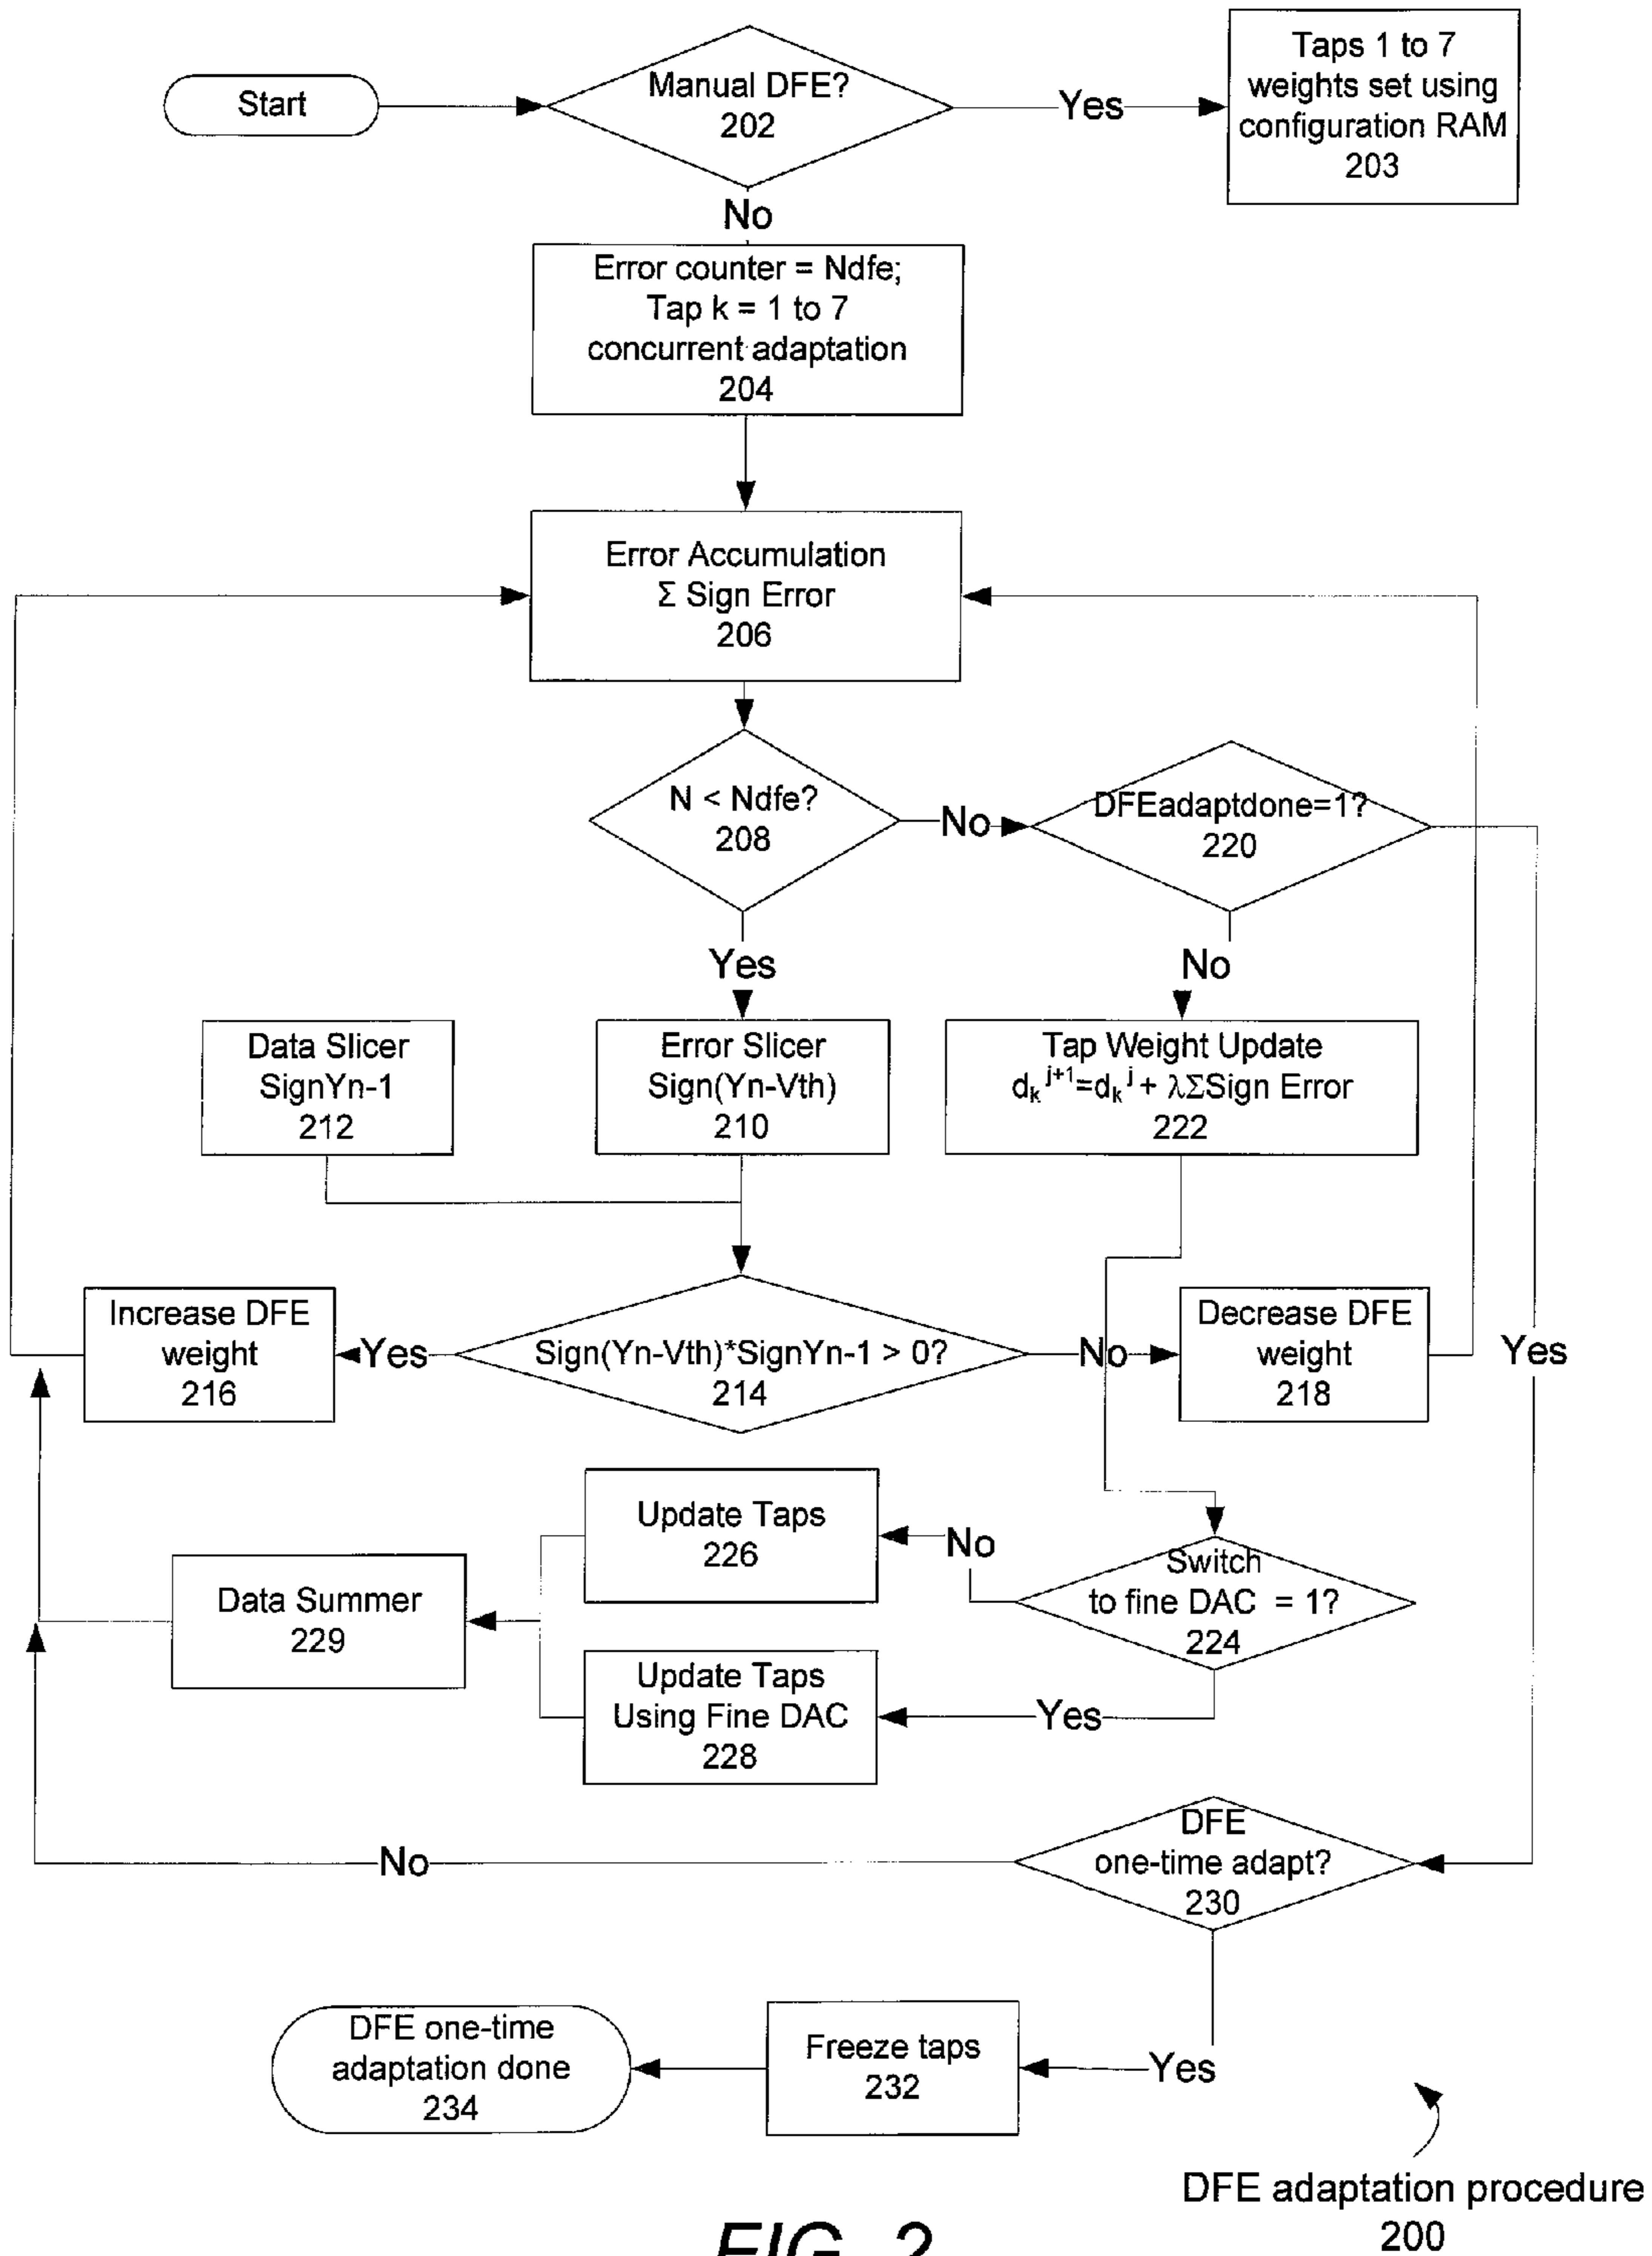 Start
Manual DFE?
202
Yes
Taps 1 to 7
weights set using
configuration RAM
203
No
Error counter = Ndfe;
Tap k = 1 to 7
concurrent adaptation
204
Error Accumulation
Σ Sign Error
206
N < Ndfe?
208
No
DFEadaptdone=1?
220
Yes
No
Data Slicer
SignYn-1
212
Error Slicer
Sign(Yn-Vth)
210
Tap Weight Update
dₖʲ⁺¹=dₖʲ + λΣSign Error
222
Increase DFE
weight
216
Yes
Sign(Yn-Vth)*SignYn-1 > 0?
214
No
Decrease DFE
weight
218
Yes
Update Taps
226
No
Switch
to fine DAC = 1?
224
Data Summer
229
Update Taps
Using Fine DAC
228
Yes
DFE
one-time adapt?
230
No
DFE one-time
adaptation done
234
Freeze taps
232
Yes
DFE adaptation procedure
200
FIG. 2